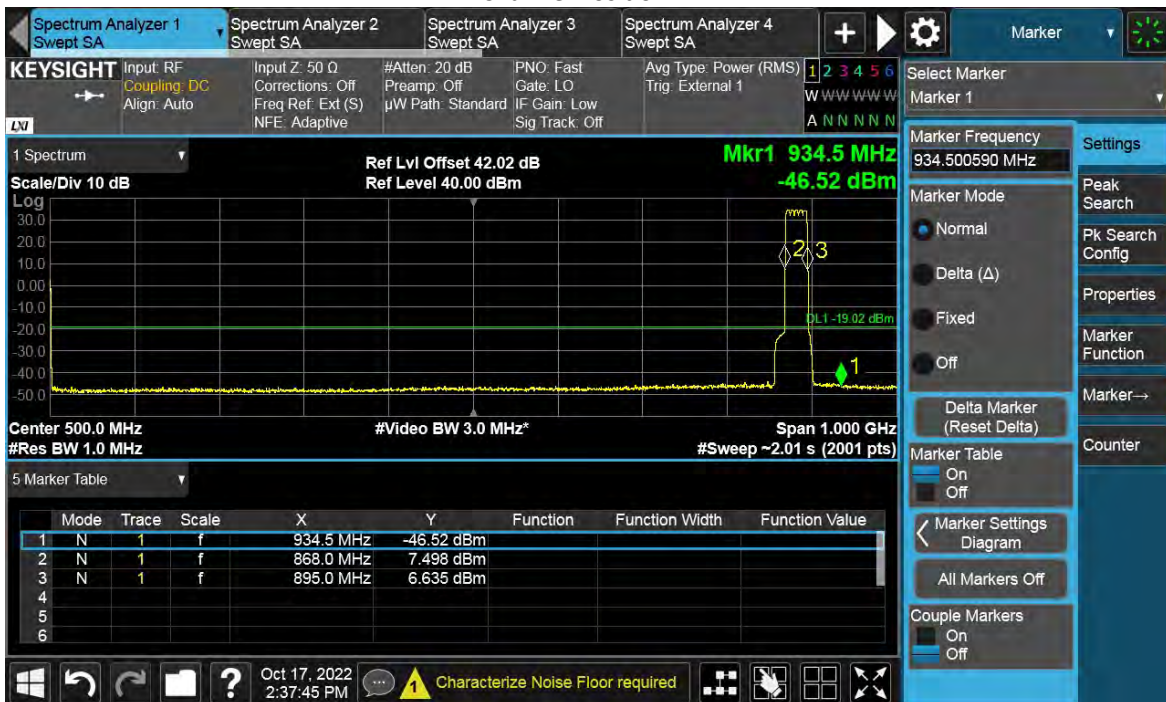 Spectrum Analyzer 1
Swept SA
Spectrum Analyzer 2
Swept SA
Spectrum Analyzer 3
Swept SA
Spectrum Analyzer 4
Swept SA
+
Marker
KEYSIGHT
LXI
Input: RF
Coupling: DC
Align: Auto
Input Z: 50 Ω
Corrections: Off
Freq Ref: Ext (S)
NFE: Adaptive
#Atten: 20 dB
Preamp: Off
µW Path: Standard
PNO: Fast
Gate: LO
IF Gain: Low
Sig Track: Off
Avg Type: Power (RMS)
Trig: External 1
1 2 3 4 5 6
W W W W W W
A N N N N N
Select Marker
Marker 1
1 Spectrum
Scale/Div 10 dB
Ref Lvl Offset 42.02 dB
Ref Level 40.00 dBm
Mkr1 934.5 MHz
-46.52 dBm
Log
30.0
20.0
10.0
0.00
-10.0
-20.0
-30.0
-40.0
-50.0
2
3
DL1 -19.02 dBm
1
Center 500.0 MHz
#Res BW 1.0 MHz
#Video BW 3.0 MHz*
Span 1.000 GHz
#Sweep ~2.01 s (2001 pts)
5 Marker Table
Mode Trace Scale X Y Function Function Width Function Value
1 N 1 f 934.5 MHz -46.52 dBm
2 N 1 f 868.0 MHz 7.498 dBm
3 N 1 f 895.0 MHz 6.635 dBm
4
5
6
Marker Frequency
934.500590 MHz
Marker Mode
Normal
Delta (Δ)
Fixed
Off
Delta Marker
(Reset Delta)
Marker Table
On
Off
Marker Settings
Diagram
All Markers Off
Couple Markers
On
Off
Settings
Peak
Search
Pk Search
Config
Properties
Marker
Function
Marker→
Counter
?
Oct 17, 2022
2:37:45 PM
1
Characterize Noise Floor required